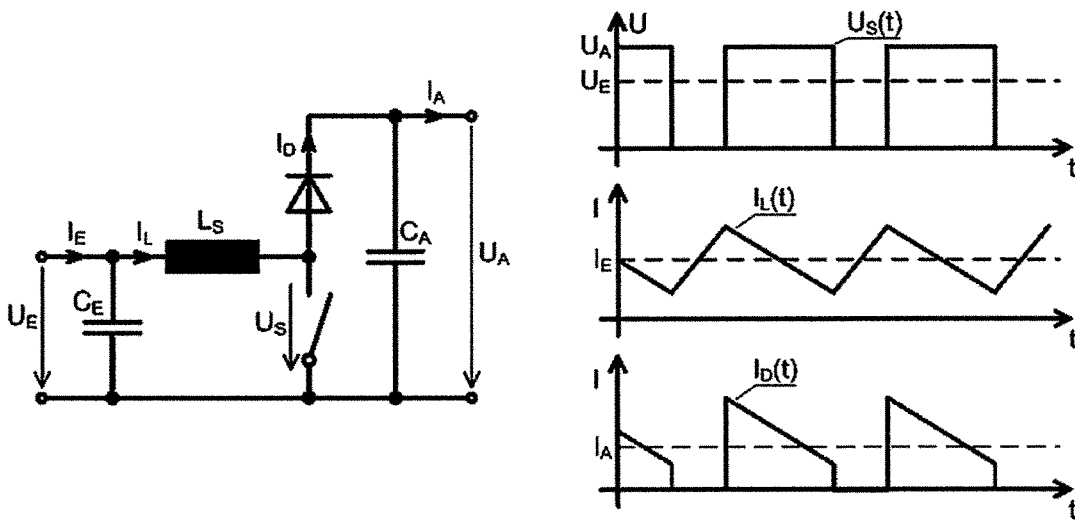 I_A
I_D
I_E
I_L
L_S
C_A
U_A
C_E
U_E
U_S
U
U_S(t)
U_A
U_E
t
I
I_L(t)
I_E
t
I
I_D(t)
I_A
t